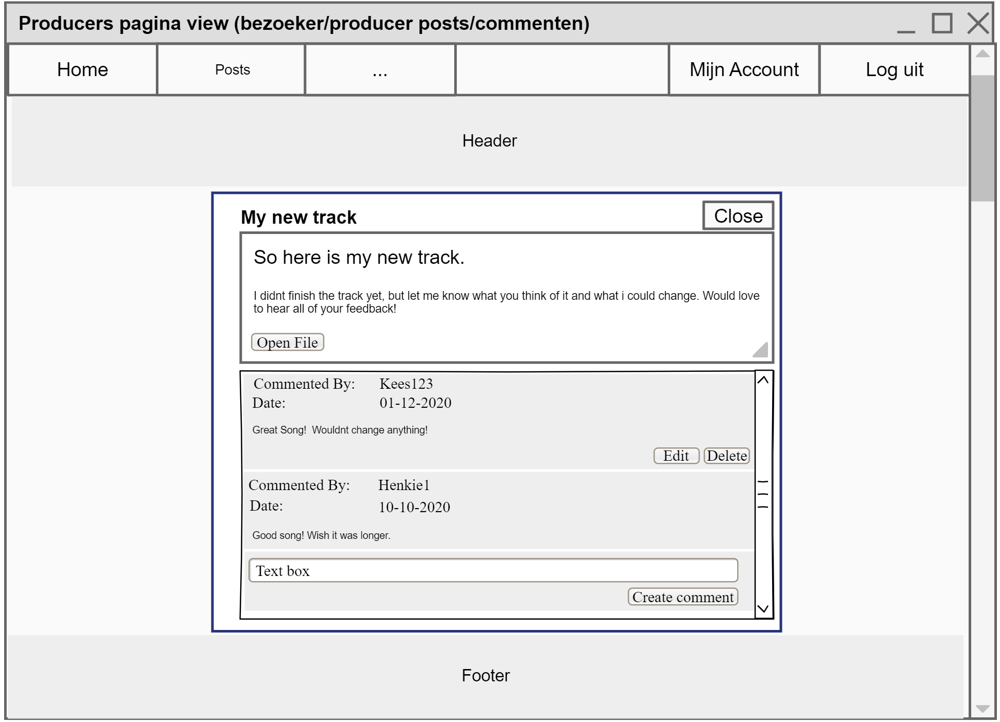 Producers pagina view (bezoeker/producer posts/commenten)
Home Posts ... Mijn Account Log uit
Header
My new track Close
So here is my new track.
I didnt finish the track yet, but let me know what you think of it and what i could change. Would love
to hear all of your feedback!
Open File
Commented By: Kees123
Date: 01-12-2020
Great Song!  Wouldnt change anything!
Edit Delete
Commented By: Henkie1
Date: 10-10-2020
Good song! Wish it was longer.
Text box
Create comment
Footer